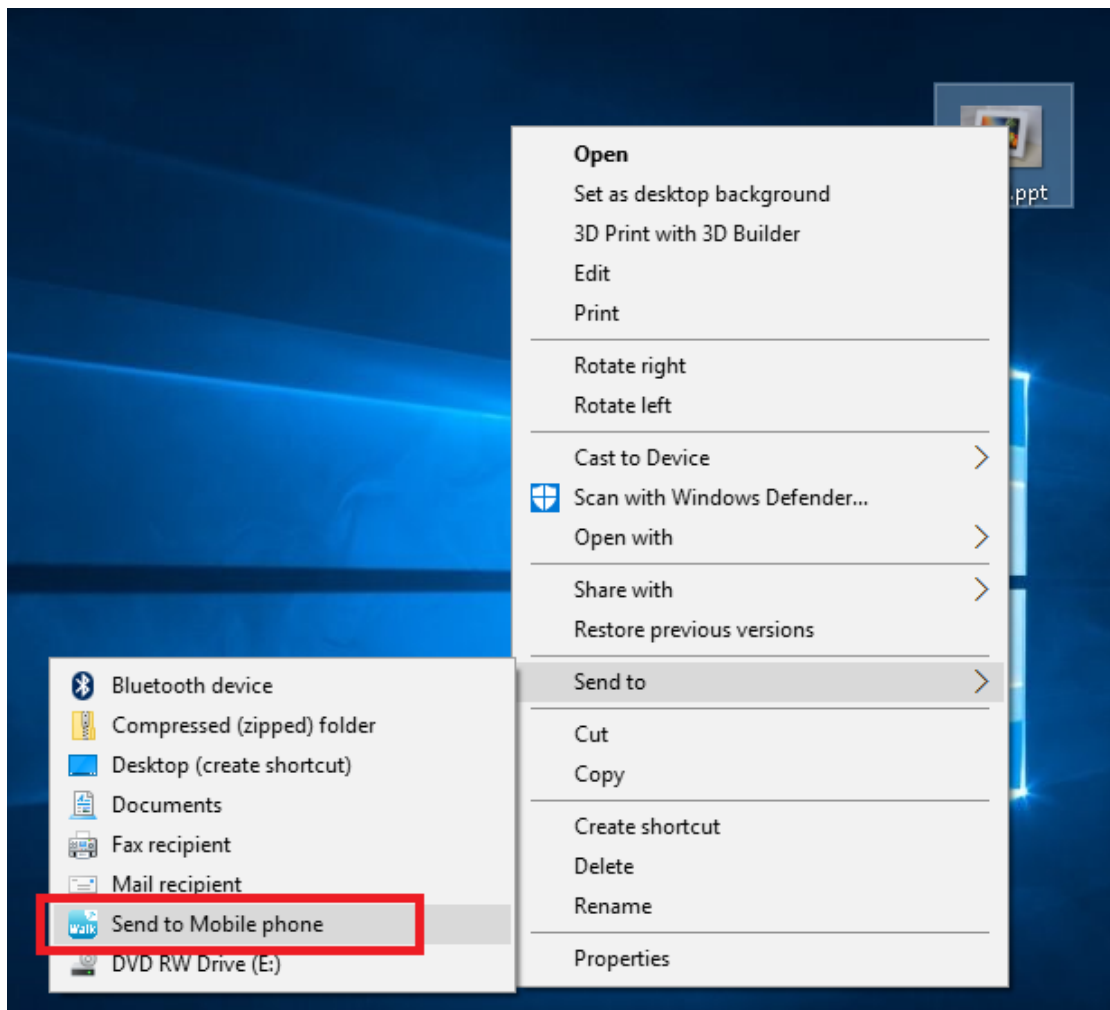 Open
.ppt
Set as desktop background
3D Print with 3D Builder
Edit
Print
Rotate right
Rotate left
Cast to Device
Scan with Windows Defender...
Open with
Share with
Restore previous versions
Send to
Cut
Copy
Create shortcut
Delete
Rename
Properties
Bluetooth device
Compressed (zipped) folder
Desktop (create shortcut)
Documents
Fax recipient
Mail recipient
Walk
Send to Mobile phone
DVD RW Drive (E:)